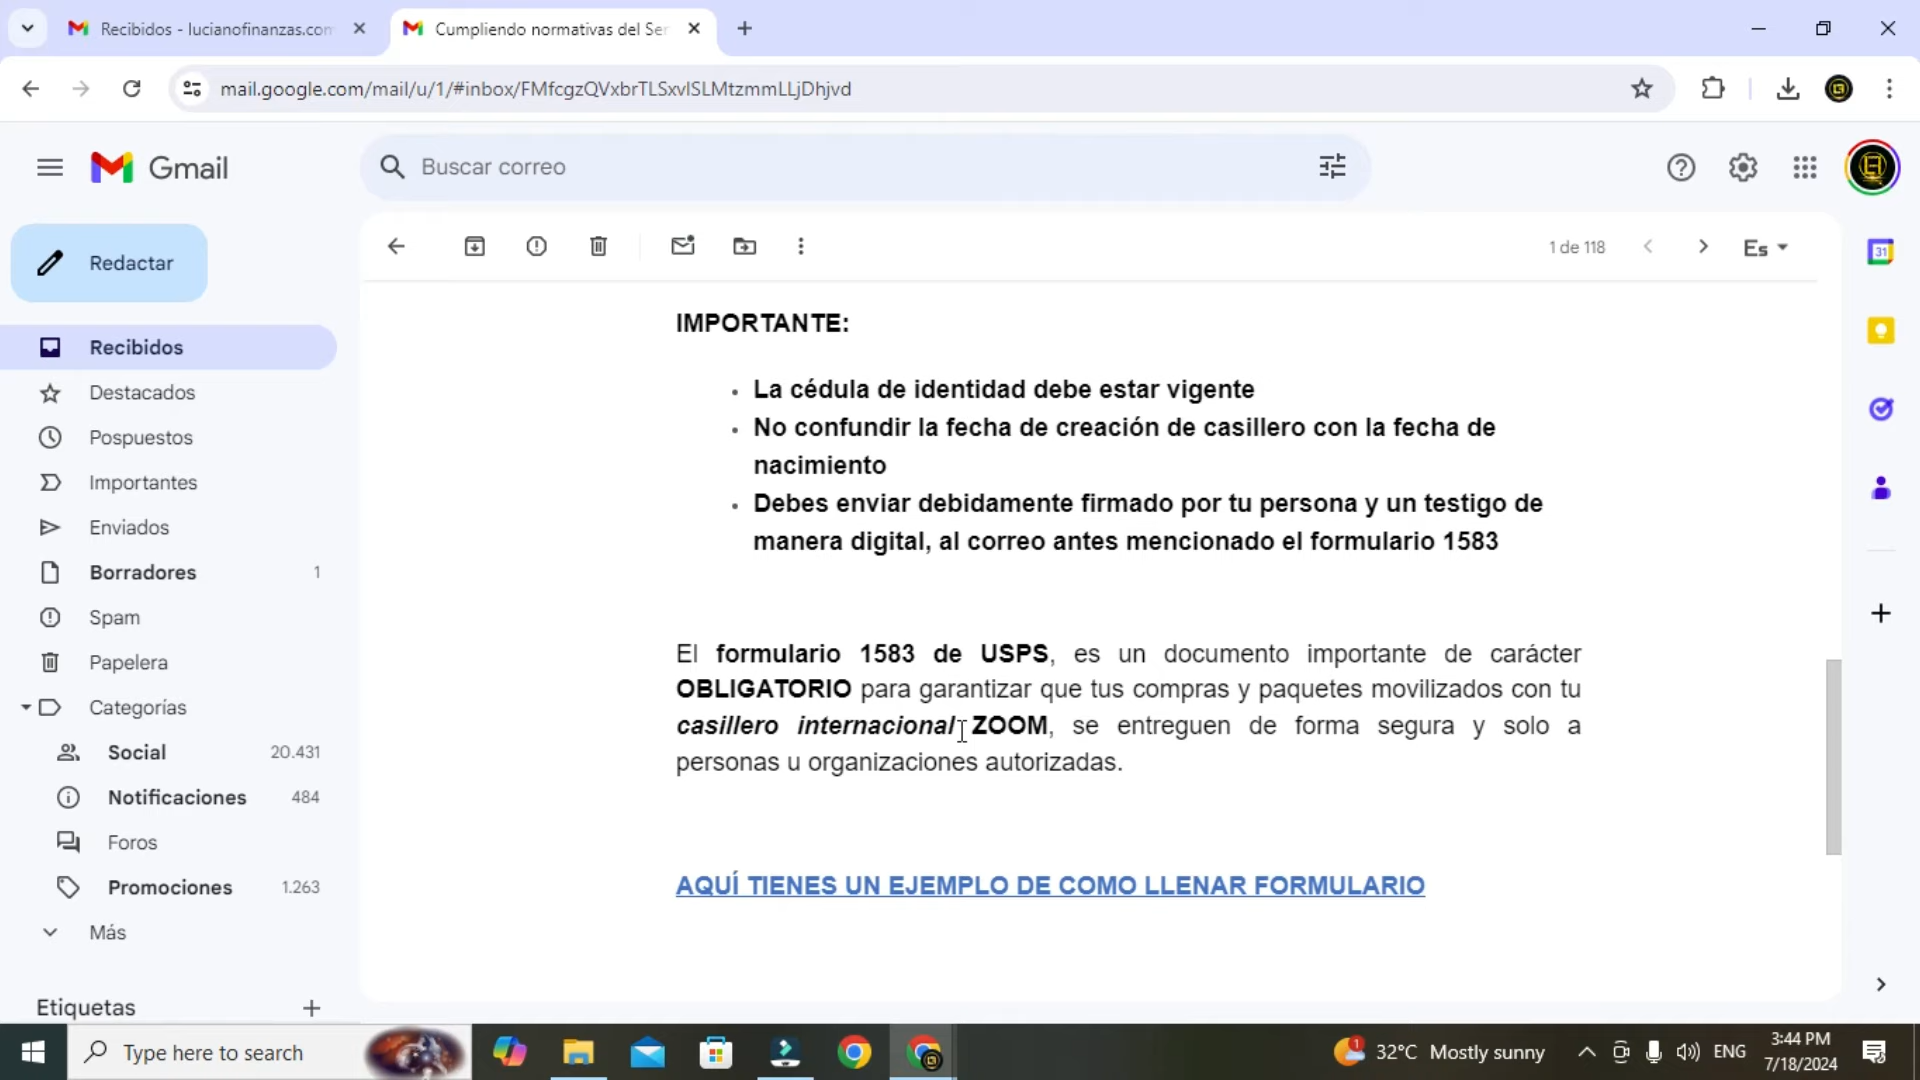 Recibidos - lucianofinanzas.com
Cumpliendo normativas del Ser
mail.google.com/mail/u/1/#inbox/FMfcgzQVxbrTLSxvlSLMtzmmLLjDhjvd
Gmail
Buscar correo
Redactar
1 de 118
Es
Recibidos
Destacados
Pospuestos
Importantes
Enviados
Borradores 1
Spam
Papelera
Categorías
Social 20.431
Notificaciones 484
Foros
Promociones 1.263
Más
Etiquetas
IMPORTANTE:
La cédula de identidad debe estar vigente
No confundir la fecha de creación de casillero con la fecha de
nacimiento
Debes enviar debidamente firmado por tu persona y un testigo de
manera digital, al correo antes mencionado el formulario 1583
El formulario 1583 de USPS, es un documento importante de carácter
OBLIGATORIO para garantizar que tus compras y paquetes movilizados con tu
casillero internacional ZOOM, se entreguen de forma segura y solo a
personas u organizaciones autorizadas.
AQUÍ TIENES UN EJEMPLO DE COMO LLENAR FORMULARIO
31
Type here to search
1
32°C Mostly sunny
ENG
3:44 PM
7/18/2024